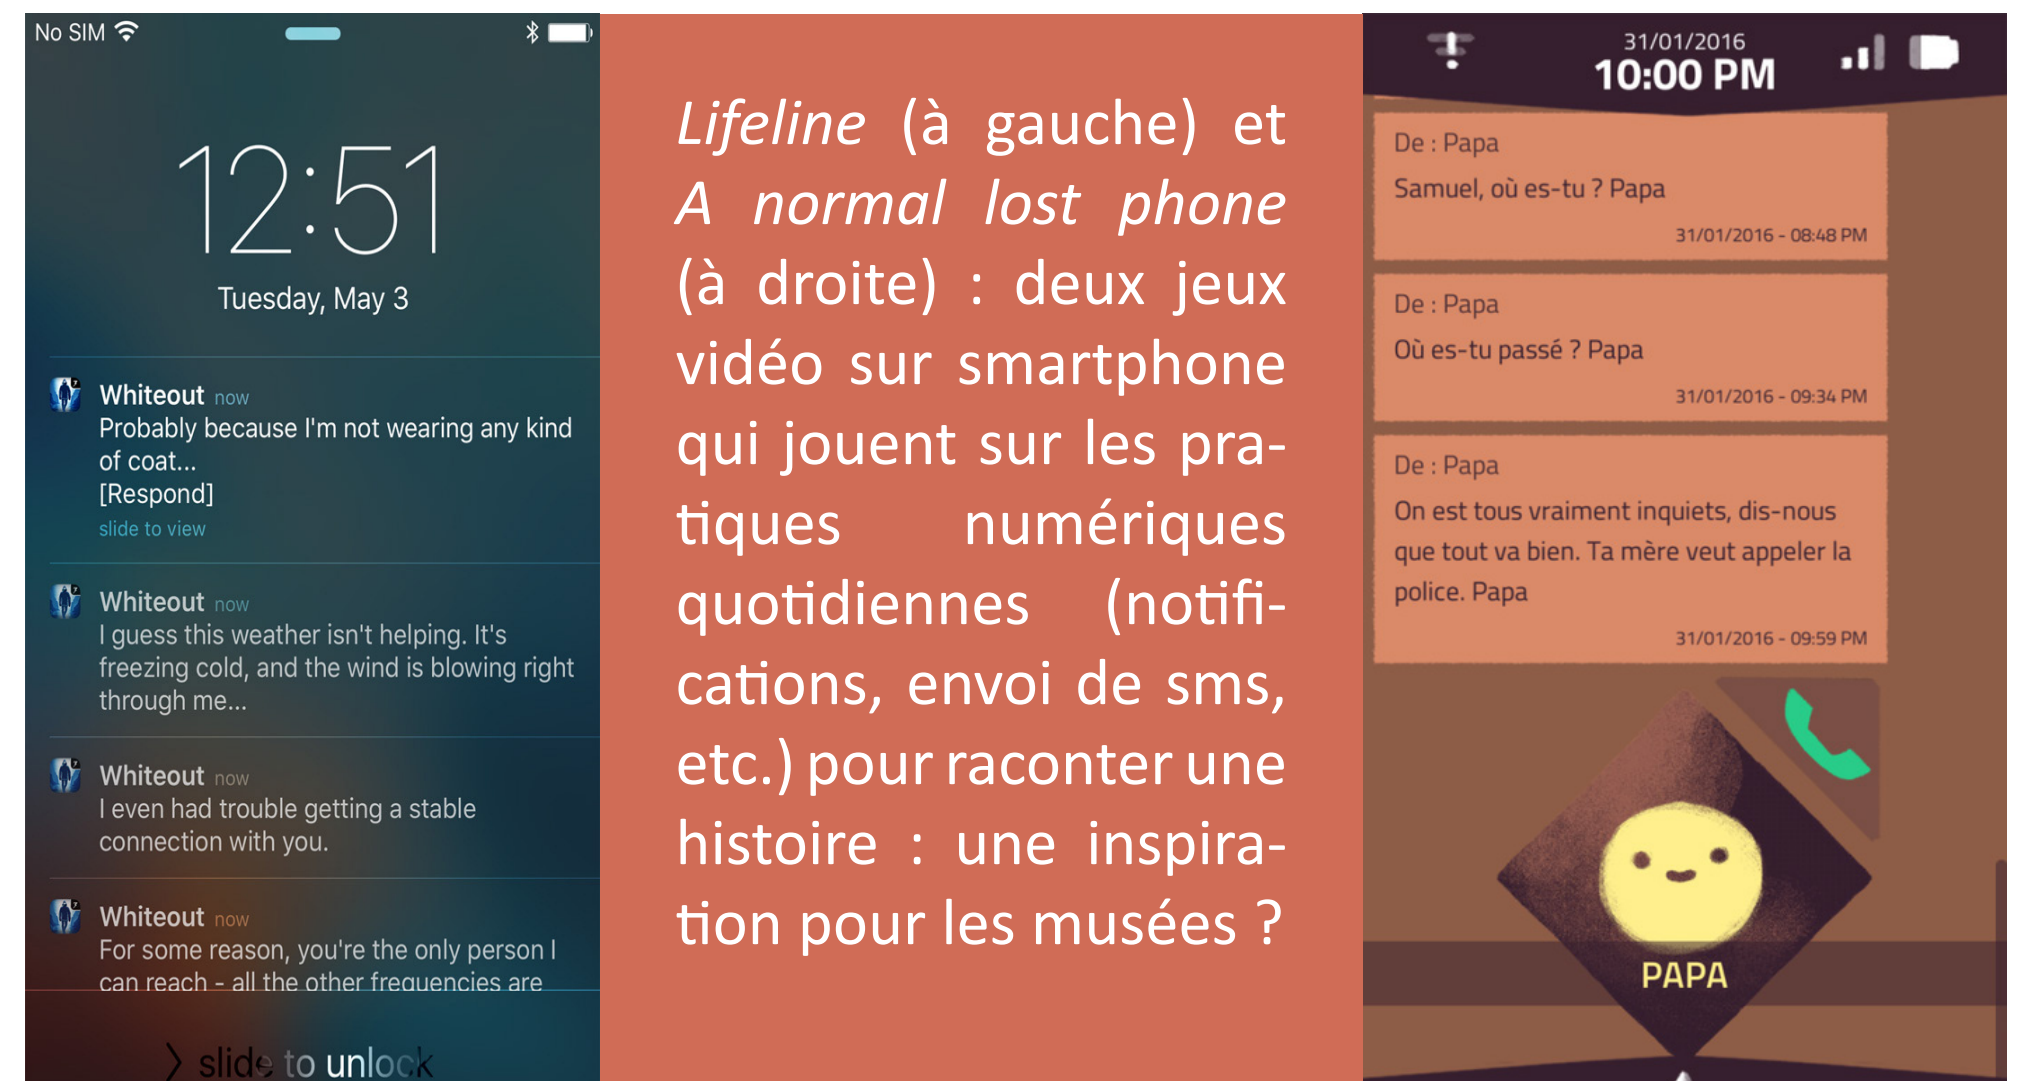 No SIM
12:51
Tuesday, May 3
Whiteout now
Probably because I'm not wearing any kind
of coat...
[Respond]
slide to view
Whiteout now
I guess this weather isn't helping. It's
freezing cold, and the wind is blowing right
through me...
Whiteout now
I even had trouble getting a stable
connection with you.
Whiteout now
For some reason, you're the only person I
can reach - all the other frequencies are
slide to unlock
Lifeline (à gauche) et
A normal lost phone
(à droite) : deux jeux
vidéo sur smartphone
qui jouent sur les pra-
tiques numériques
quotidiennes (notifi-
cations, envoi de sms,
etc.) pour raconter une
histoire : une inspira-
tion pour les musées ?
31/01/2016
10:00 PM
De : Papa
Samuel, où es-tu ? Papa
31/01/2016 - 08:48 PM
De : Papa
Où es-tu passé ? Papa
31/01/2016 - 09:34 PM
De : Papa
On est tous vraiment inquiets, dis-nous
que tout va bien. Ta mère veut appeler la
police. Papa
31/01/2016 - 09:59 PM
PAPA